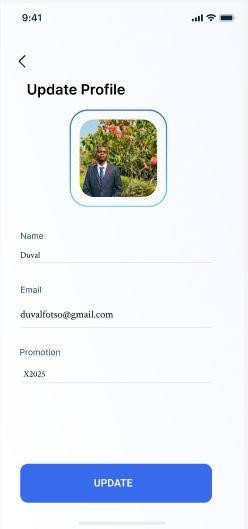 9:41
Update Profile
Name
Duval
Email
duvalfotso@gmail.com
Promotion
X2025
UPDATE